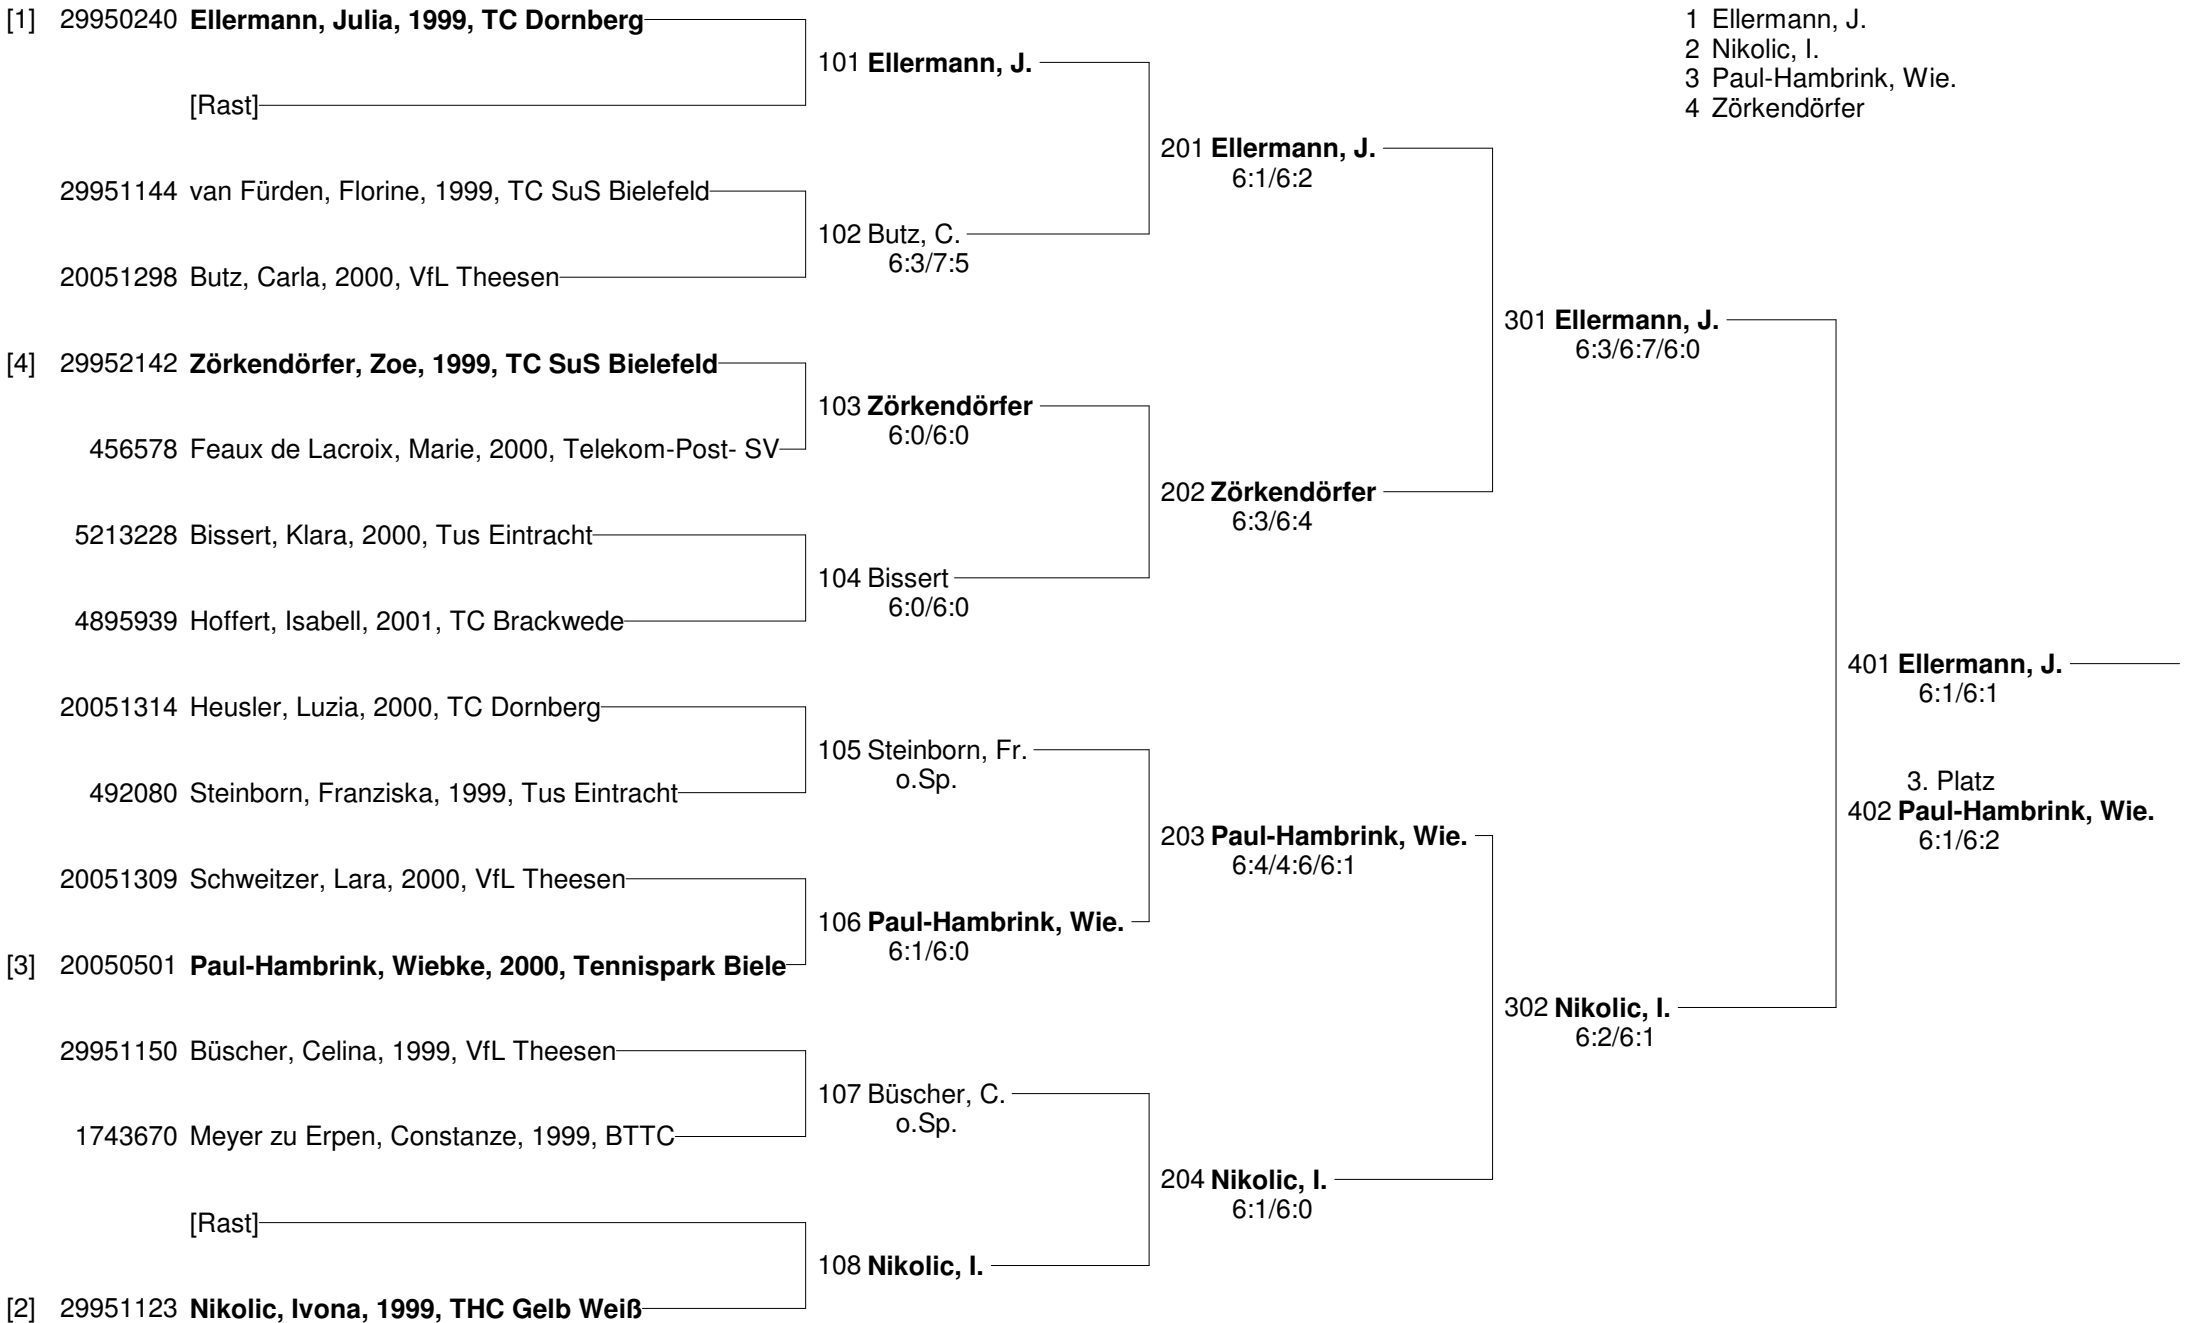 [1] 29950240 Ellermann, Julia, 1999, TC Dornberg
[Rast]
29951144 van Fürden, Florine, 1999, TC SuS Bielefeld
20051298 Butz, Carla, 2000, VfL Theesen
[4] 29952142 Zörkendörfer, Zoe, 1999, TC SuS Bielefeld
456578 Feaux de Lacroix, Marie, 2000, Telekom-Post- SV
5213228 Bissert, Klara, 2000, Tus Eintracht
4895939 Hoffert, Isabell, 2001, TC Brackwede
20051314 Heusler, Luzia, 2000, TC Dornberg
492080 Steinborn, Franziska, 1999, Tus Eintracht
20051309 Schweitzer, Lara, 2000, VfL Theesen
[3] 20050501 Paul-Hambrink, Wiebke, 2000, Tennispark Biele
29951150 Büscher, Celina, 1999, VfL Theesen
1743670 Meyer zu Erpen, Constanze, 1999, BTTC
[Rast]
[2] 29951123 Nikolic, Ivona, 1999, THC Gelb Weiß
101 Ellermann, J.
102 Butz, C.
6:3/7:5
103 Zörkendörfer
6:0/6:0
104 Bissert
6:0/6:0
105 Steinborn, Fr.
o.Sp.
106 Paul-Hambrink, Wie.
6:1/6:0
107 Büscher, C.
o.Sp.
108 Nikolic, I.
201 Ellermann, J.
6:1/6:2
202 Zörkendörfer
6:3/6:4
203 Paul-Hambrink, Wie.
6:4/4:6/6:1
204 Nikolic, I.
6:1/6:0
301 Ellermann, J.
6:3/6:7/6:0
302 Nikolic, I.
6:2/6:1
401 Ellermann, J.
6:1/6:1
3. Platz
402 Paul-Hambrink, Wie.
6:1/6:2
1 Ellermann, J.
2 Nikolic, I.
3 Paul-Hambrink, Wie.
4 Zörkendörfer